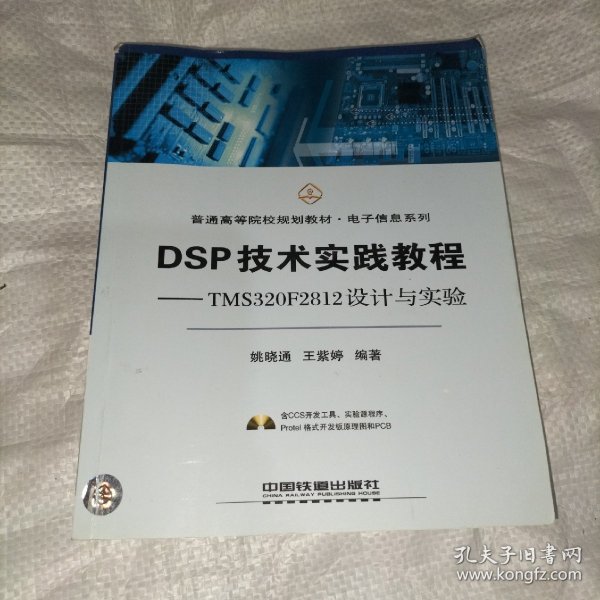 普通高等院校规划教材·电子信息系列
DSP技术实践教程
——TMS320F2812设计与实验
姚晓通 王紫婷 编著
含CCS开发工具、实验源程序、
Protel 格式开发板原理图和PCB
中国铁道出版社
CHINA RAILWAY PUBLISHING HOUSE
孔夫子旧书网
www.kongfz.com